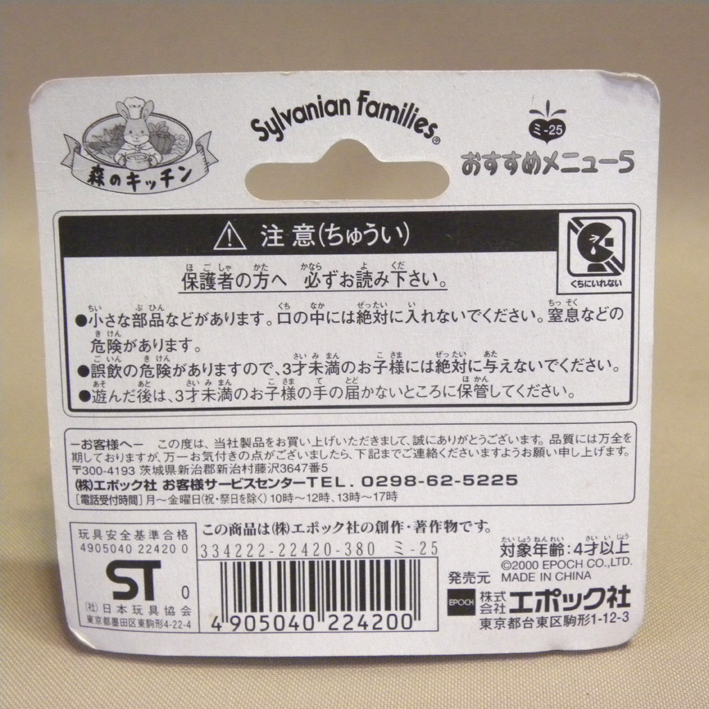 Sylvanian Families®
森のキッチン
ミ-25
おすすめメニュー5
注意(ちゅうい)
くちにいれない
保護者の方へ 必ずお読み下さい。
●小さな部品などがあります。口の中には絶対に入れないでください。窒息などの
危険があります。
●誤飲の危険がありますので、3才未満のお子様には絶対に与えないでください。
●遊んだ後は、3才未満のお子様の手の届かないところに保管してください。
─お客様へ─ この度は、当社製品をお買い上げいただきまして、誠にありがとうございます。品質には万全を
期しておりますが、万一お気付きの点がございましたら、下記までご連絡くださいますようお願い申し上げます。
〒300-4193 茨城県新治郡新治村藤沢3647番5
(株)エポック社 お客様サービスセンターTEL. 0298-62-5225
[電話受付時間] 月〜金曜日(祝・祭日を除く) 10時〜12時、13時〜17時
玩具安全基準合格
4905040 22420 0
ST 0
(社)日本玩具協会
東京都墨田区東駒形4-22-4
この商品は(株)エポック社の創作・著作物です。
334222-22420-380 ミ-25
4 905040 224200
対象年齢:4才以上
©2000 EPOCH CO.,LTD.
MADE IN CHINA
発売元
EPOCH 株式会社 エポック社
東京都台東区駒形1-12-3